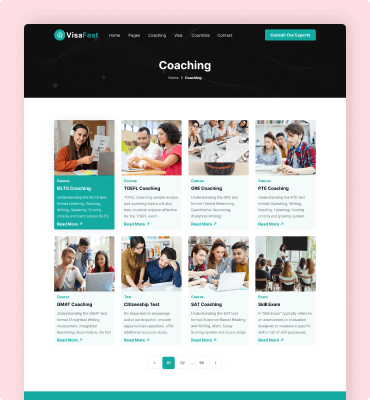 VisaFast
Home Pages Coaching Visa Countries Contact
Consult Our Experts
Coaching
Home > Coaching
Course
IELTS Coaching
Understanding the IELTS test
format Listening, Reading,
Writing, Speaking. Scoring
criteria and band scores IELTS
Read More ↗
Course
TOEFL Coaching
TOEFL Coaching sample essays,
and speaking topics will also
help students prepare effective
for the TOEFL exam.
Read More ↗
Course
GRE Coaching
Understanding the GRE test
format (Verbal Reasoning,
Quantitative Reasoning,
Analytical Writing)
Read More ↗
Course
PTE Coaching
Understanding the PTE test
format (Speaking, Writing,
Reading, Listening) Scoring
criteria and grading system.
Read More ↗
Course
GMAT Coaching
Understanding the GMAT test
format (Analytical Writing
Assessment, Integrated
Reasoning, Quantitative, Verbal
Read More ↗
Test
Citizenship Test
It's important to encourage
active participation, provide
opportunities questions, offer
additional resource study.
Read More ↗
Course
SAT Coaching
Understanding the SAT test
format Evidence-Based Reading
and Writing, Math, Essay
Scoring system and score range
Read More ↗
Exam
Skill Exam
A "Skill Exam" typically refers to
an assessment or evaluation
designed to measure a specific
skill or set of skill processes.
Read More ↗
01 02 ...